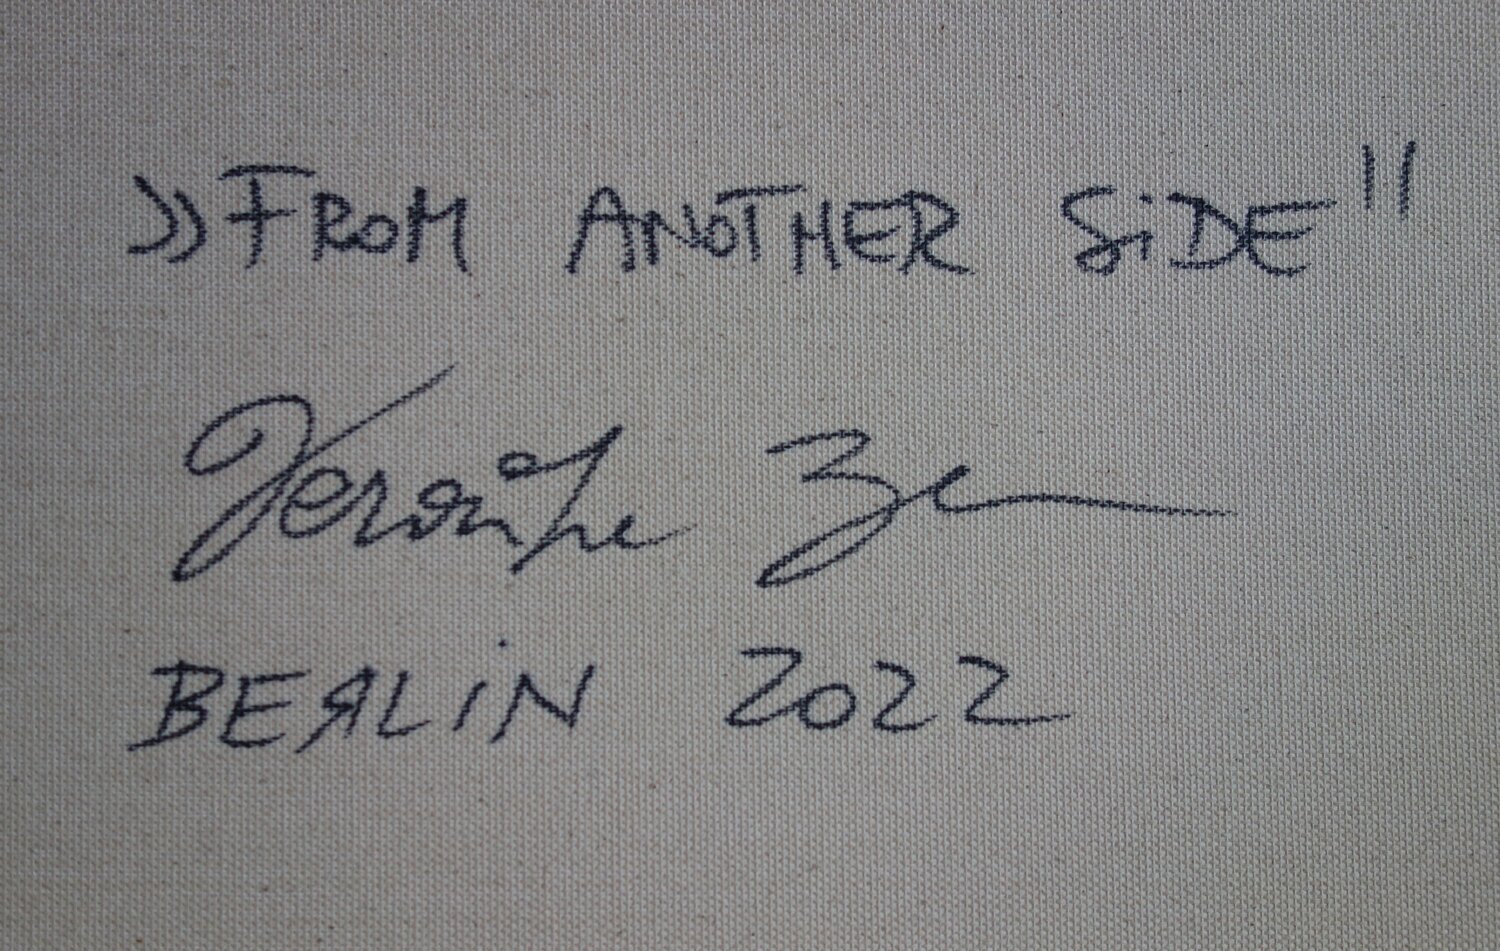 »FROM ANOTHER SiDE"
BERLiN 2022